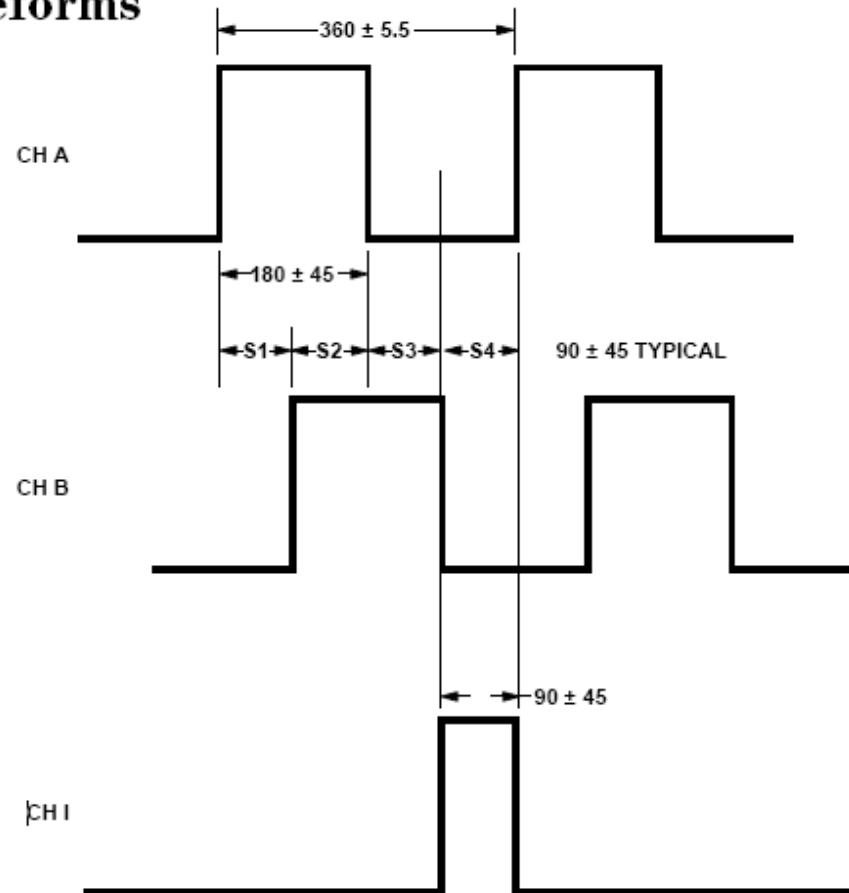 eforms
360 ± 5.5
CH A
180 ± 45
S1 S2 S3 S4 90 ± 45 TYPICAL
CH B
90 ± 45
CH I